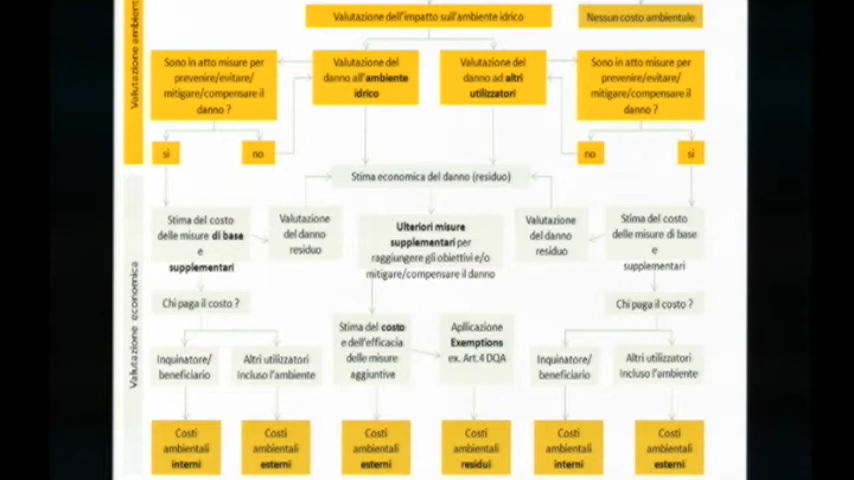 Valutazione dell'impatto sull'ambiente idrico
Nessun costo ambientale
Valutazione ambient
Sono in atto misure per
prevenire/evitare/
mitigare/compensare il
danno ?
Valutazione del
danno all'ambiente
idrico
Valutazione del
danno ad altri
utilizzatori
Sono in atto misure per
prevenire/evitare/
mitigare/compensare il
danno ?
si
no
no
si
Stima economica del danno (residuo)
Stima del costo
delle misure di base
e
supplementari
Valutazione
del danno
residuo
Ulteriori misure
supplementari per
raggiungere gli obiettivi e/o
mitigare/compensare il danno
Valutazione
del danno
residuo
Stima del costo
delle misure di base
e
supplementari
Valutazione economica
Chi paga il costo ?
Chi paga il costo ?
Stima del costo
e dell'efficacia
delle misure
aggiuntive
Apllicazione
Exemptions
ex. Art.4 DQA
Inquinatore/
beneficiario
Altri utilizzatori
Incluso l'ambiente
Inquinatore/
beneficiario
Altri utilizzatori
Incluso l'ambiente
Costi
ambientali
interni
Costi
ambientali
esterni
Costi
ambientali
esterni
Costi
ambientali
residui
Costi
ambientali
interni
Costi
ambientali
esterni